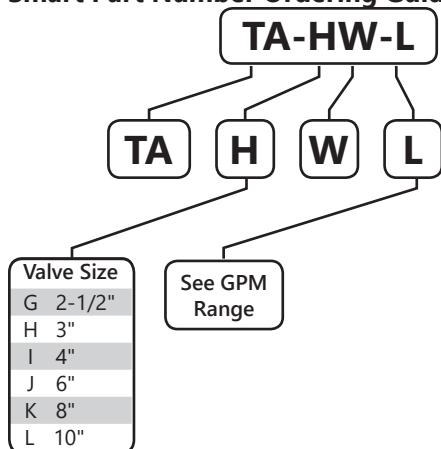 Smart Part Number Ordering Guid
TA-HW-L
TA
H
W
L
Valve Size
G 2-1/2"
H 3"
I 4"
J 6"
K 8"
L 10"
See GPM
Range